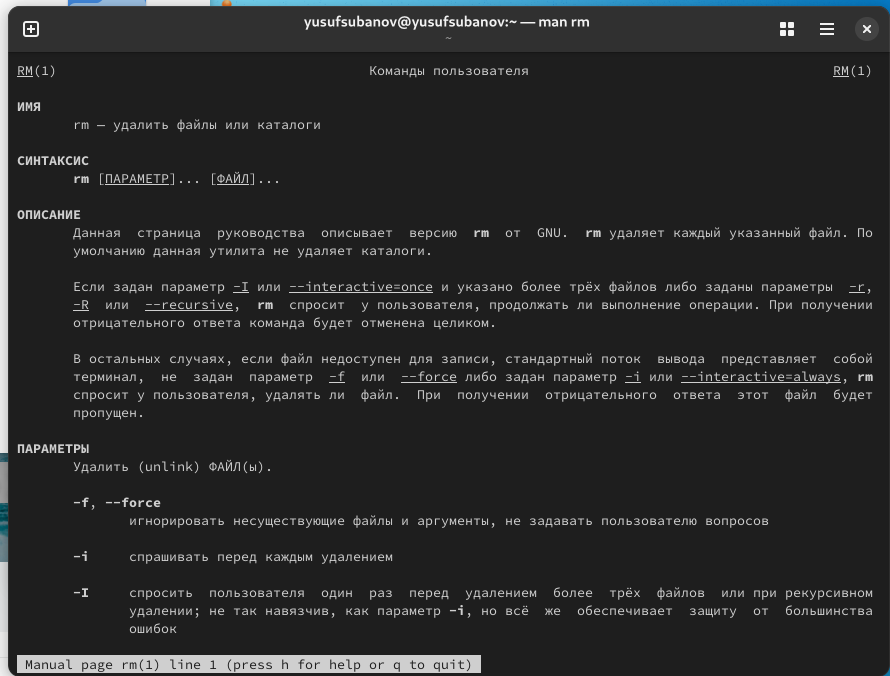 yusufsubanov@yusufsubanov:~ — man rm
~
RM(1) Команды пользователя RM(1)
ИМЯ
rm — удалить файлы или каталоги
СИНТАКСИС
rm [ПАРАМЕТР]... [ФАЙЛ]...
ОПИСАНИЕ
Данная страница руководства описывает версию rm от GNU. rm удаляет каждый указанный файл. По
умолчанию данная утилита не удаляет каталоги.
Если задан параметр -I или --interactive=once и указано более трёх файлов либо заданы параметры -r,
-R или --recursive, rm спросит у пользователя, продолжать ли выполнение операции. При получении
отрицательного ответа команда будет отменена целиком.
В остальных случаях, если файл недоступен для записи, стандартный поток вывода представляет собой
терминал, не задан параметр -f или --force либо задан параметр -i или --interactive=always, rm
спросит у пользователя, удалять ли файл. При получении отрицательного ответа этот файл будет
пропущен.
ПАРАМЕТРЫ
Удалить (unlink) ФАЙЛ(ы).
-f, --force
игнорировать несуществующие файлы и аргументы, не задавать пользователю вопросов
-i спрашивать перед каждым удалением
-I спросить пользователя один раз перед удалением более трёх файлов или при рекурсивном
удалении; не так навязчив, как параметр -i, но всё же обеспечивает защиту от большинства
ошибок
Manual page rm(1) line 1 (press h for help or q to quit)